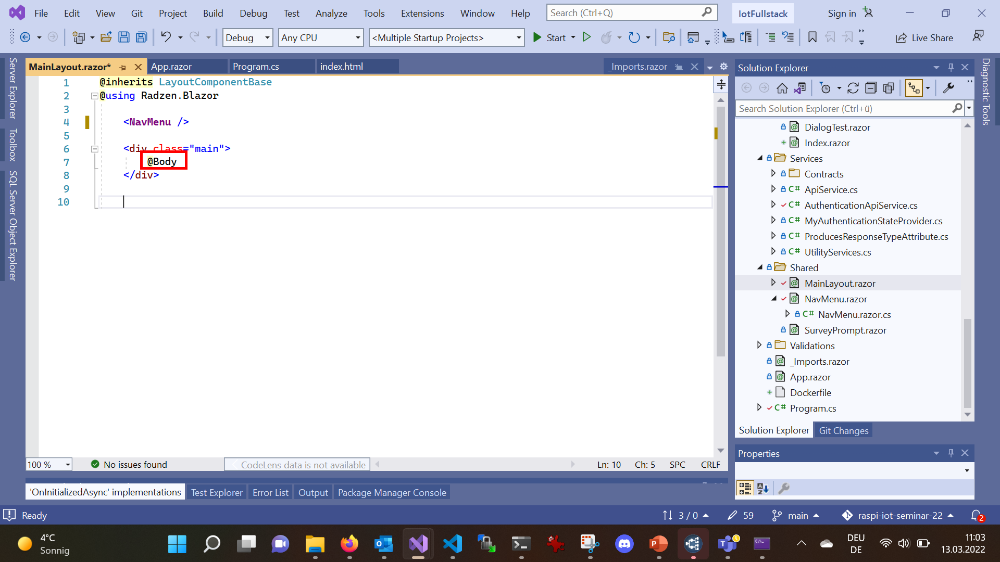 File Edit View Git Project Build Debug Test Analyze Tools Extensions Window Help Search (Ctrl+Q) IotFullstack Sign in
Debug Any CPU <Multiple Startup Projects> Start Live Share
Server Explorer
Toolbox
SQL Server Object Explorer
MainLayout.razor* App.razor Program.cs index.html _Imports.razor
1 @inherits LayoutComponentBase
2 @using Radzen.Blazor
3
4 <NavMenu />
5
6 <div class="main">
7 @Body
8 </div>
9
10
100 % No issues found CodeLens data is not available Ln: 10 Ch: 5 SPC CRLF
'OnInitializedAsync' implementations Test Explorer Error List Output Package Manager Console
Solution Explorer
Search Solution Explorer (Ctrl+ü)
DialogTest.razor
Index.razor
Services
Contracts
C# ApiService.cs
C# AuthenticationApiService.cs
C# MyAuthenticationStateProvider.cs
C# ProducesResponseTypeAttribute.cs
C# UtilityServices.cs
Shared
MainLayout.razor
NavMenu.razor
C# NavMenu.razor.cs
SurveyPrompt.razor
Validations
_Imports.razor
App.razor
Dockerfile
C# Program.cs
Solution Explorer Git Changes
Properties
Diagnostic Tools
Ready 3 / 0 59 main raspi-iot-seminar-22 2
4°C
Sonnig
DEU
DE
11:03
13.03.2022